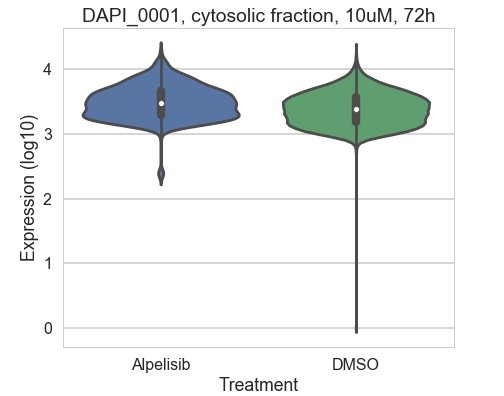 DAPI_0001, cytosolic fraction, 10uM, 72h
Expression (log10)
4
3
2
1
0
Alpelisib
DMSO
Treatment